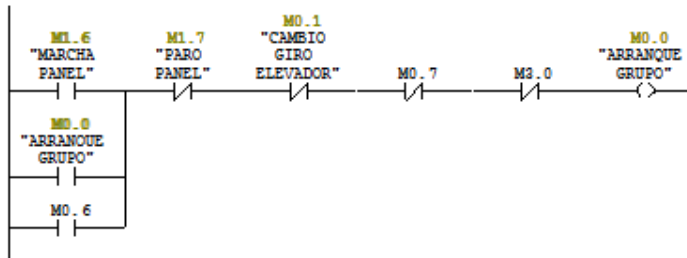 M1.6
"MARCHA
PANEL"
M1.7
"PARO
PANEL"
M0.1
"CAMBIO
GIRO
ELEVADOR"
M0.7
M3.0
M0.0
"ARRANQUE
GRUPO"
M0.0
"ARRANQUE
GRUPO"
M0.6